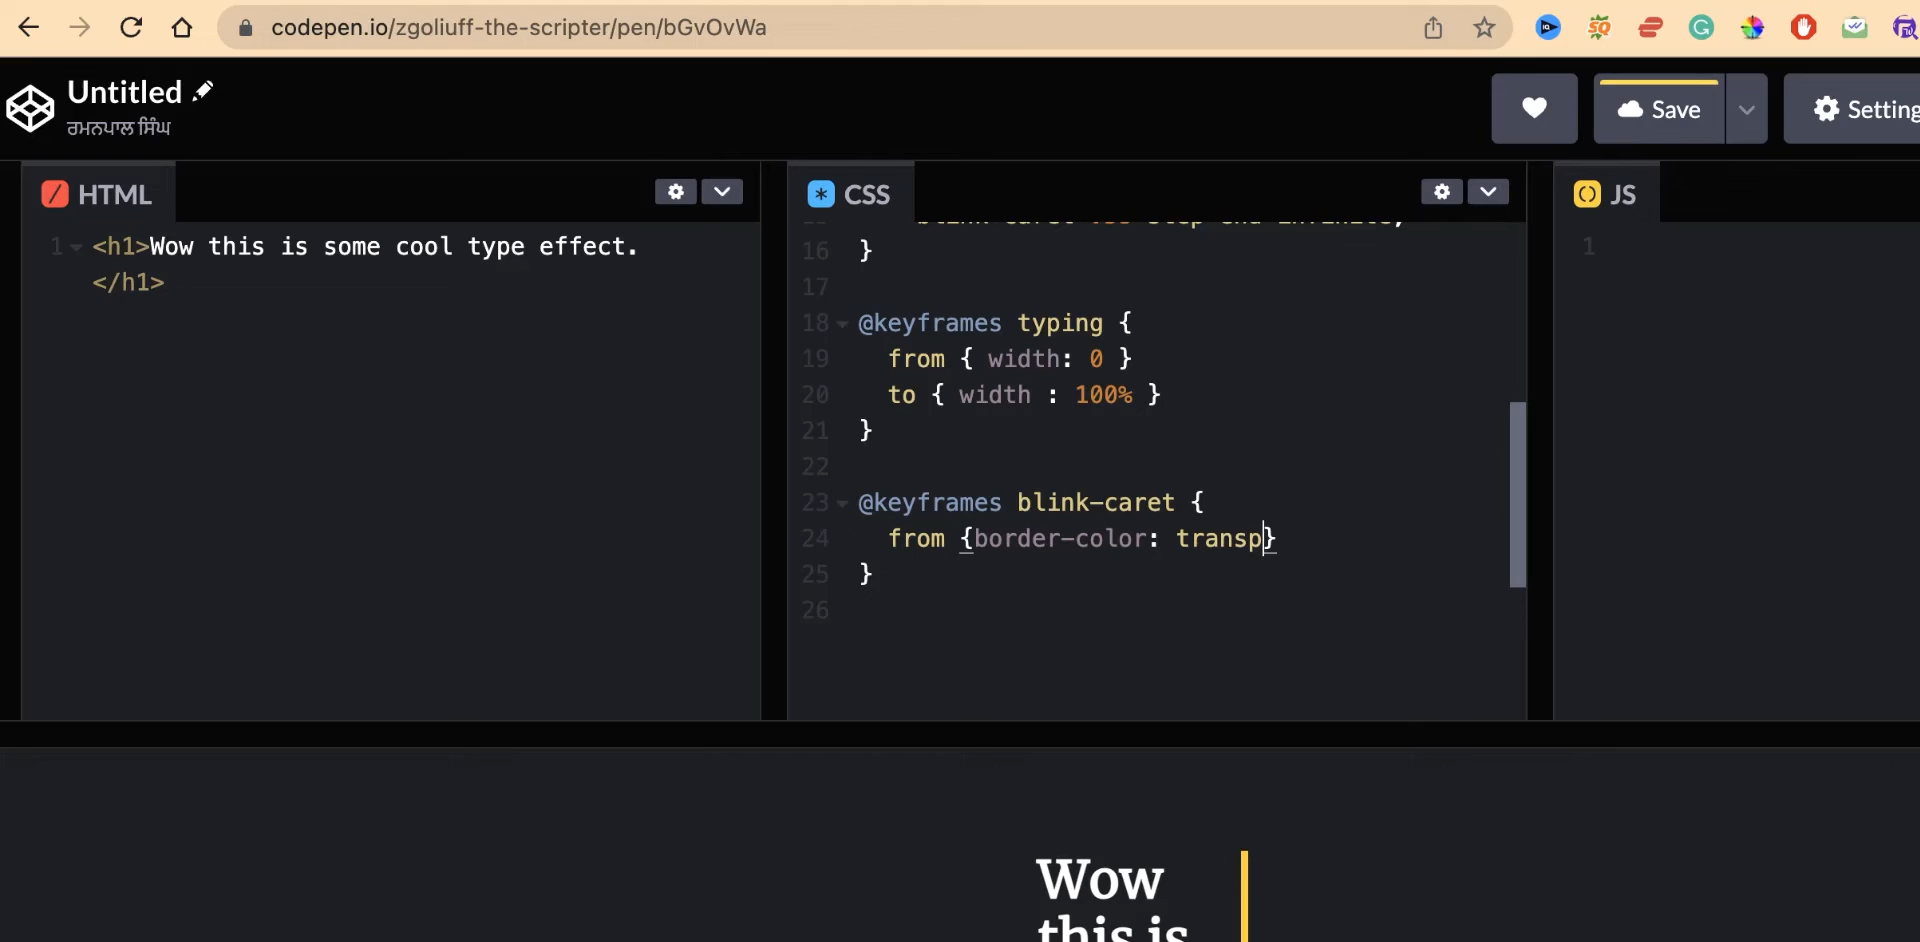 codepen.io/zgoliuff-the-scripter/pen/bGvOvWa
Untitled
ਰਮਨਪਾਲ ਸਿੰਘ
Save
Setting
HTML
CSS
JS
1 <h1>Wow this is some cool type effect.
</h1>
16 }
17
18 @keyframes typing {
19 from { width: 0 }
20 to { width : 100% }
21 }
22
23 @keyframes blink-caret {
24 from {border-color: transp}
25 }
26
1
Wow
this is